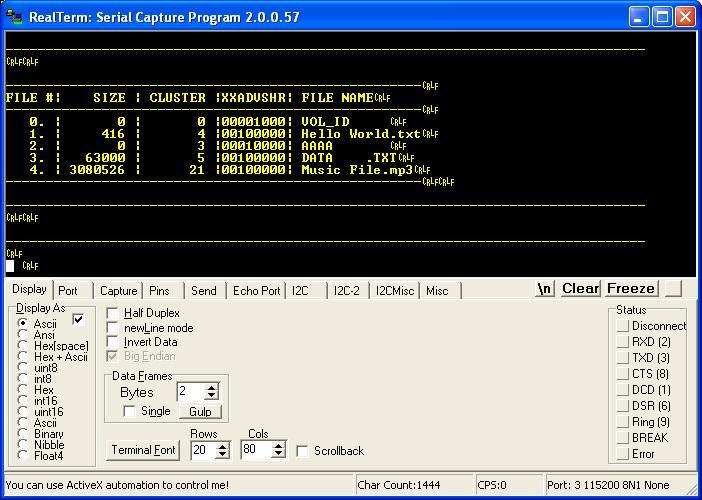 RealTerm: Serial Capture Program 2.0.0.57
CRLFCRLF
CRLF
FILE #¦ SIZE ¦ CLUSTER ¦XXADVSHR¦ FILE NAMECRLF
CRLF
0. ¦ 0 ¦ 0 ¦00001000¦ VOL_ID CRLF
1. ¦ 416 ¦ 4 ¦00100000¦ Hello World.txtCRLF
2. ¦ 0 ¦ 3 ¦00010000¦ AAAA CRLF
3. ¦ 63000 ¦ 5 ¦00100000¦ DATA .TXTCRLF
4. ¦ 3080526 ¦ 21 ¦00100000¦ Music File.mp3CRLF
CRLFCRLF
CRLFCRLF
CRLF
CRLF
Display Port Capture Pins Send Echo Port I2C I2C-2 I2CMisc Misc \n Clear Freeze
Display As
Ascii
Ansi
Hex[space]
Hex + Ascii
uint8
int8
Hex
int16
uint16
Ascii
Binary
Nibble
Float4
Half Duplex
newLine mode
Invert Data
Big Endian
Data Frames
Bytes 2
Single Gulp
Rows Cols
Terminal Font 20 80 Scrollback
Status
Disconnect
RXD (2)
TXD (3)
CTS (8)
DCD (1)
DSR (6)
Ring (9)
BREAK
Error
You can use ActiveX automation to control me! Char Count:1444 CPS:0 Port: 3 115200 8N1 None